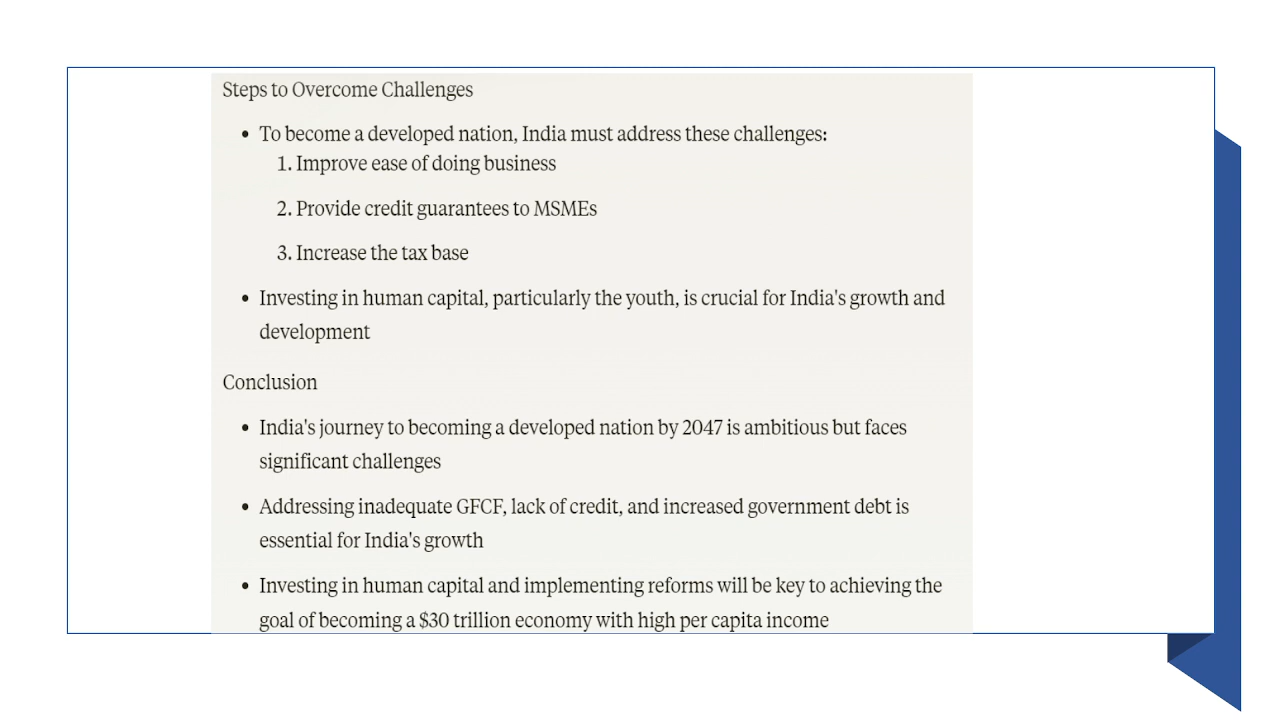 Steps to Overcome Challenges
• To become a developed nation, India must address these challenges:
1. Improve ease of doing business
2. Provide credit guarantees to MSMEs
3. Increase the tax base
• Investing in human capital, particularly the youth, is crucial for India's growth and
development
Conclusion
• India's journey to becoming a developed nation by 2047 is ambitious but faces
significant challenges
• Addressing inadequate GFCF, lack of credit, and increased government debt is
essential for India's growth
• Investing in human capital and implementing reforms will be key to achieving the
goal of becoming a $30 trillion economy with high per capita income